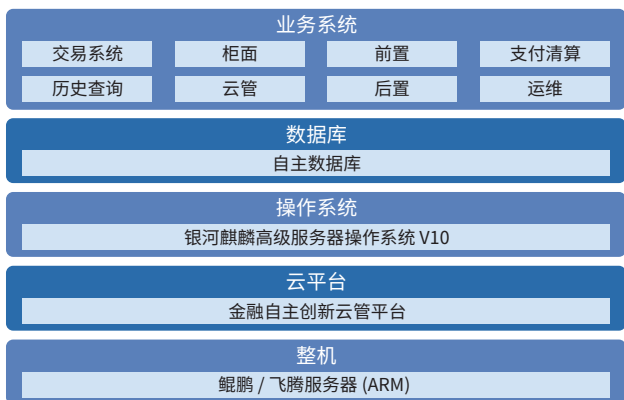 业务系统
交易系统 柜面 前置 支付清算
历史查询 云管 后置 运维
数据库
自主数据库
操作系统
银河麒麟高级服务器操作系统 V10
云平台
金融自主创新云管平台
整机
鲲鹏 / 飞腾服务器 (ARM)